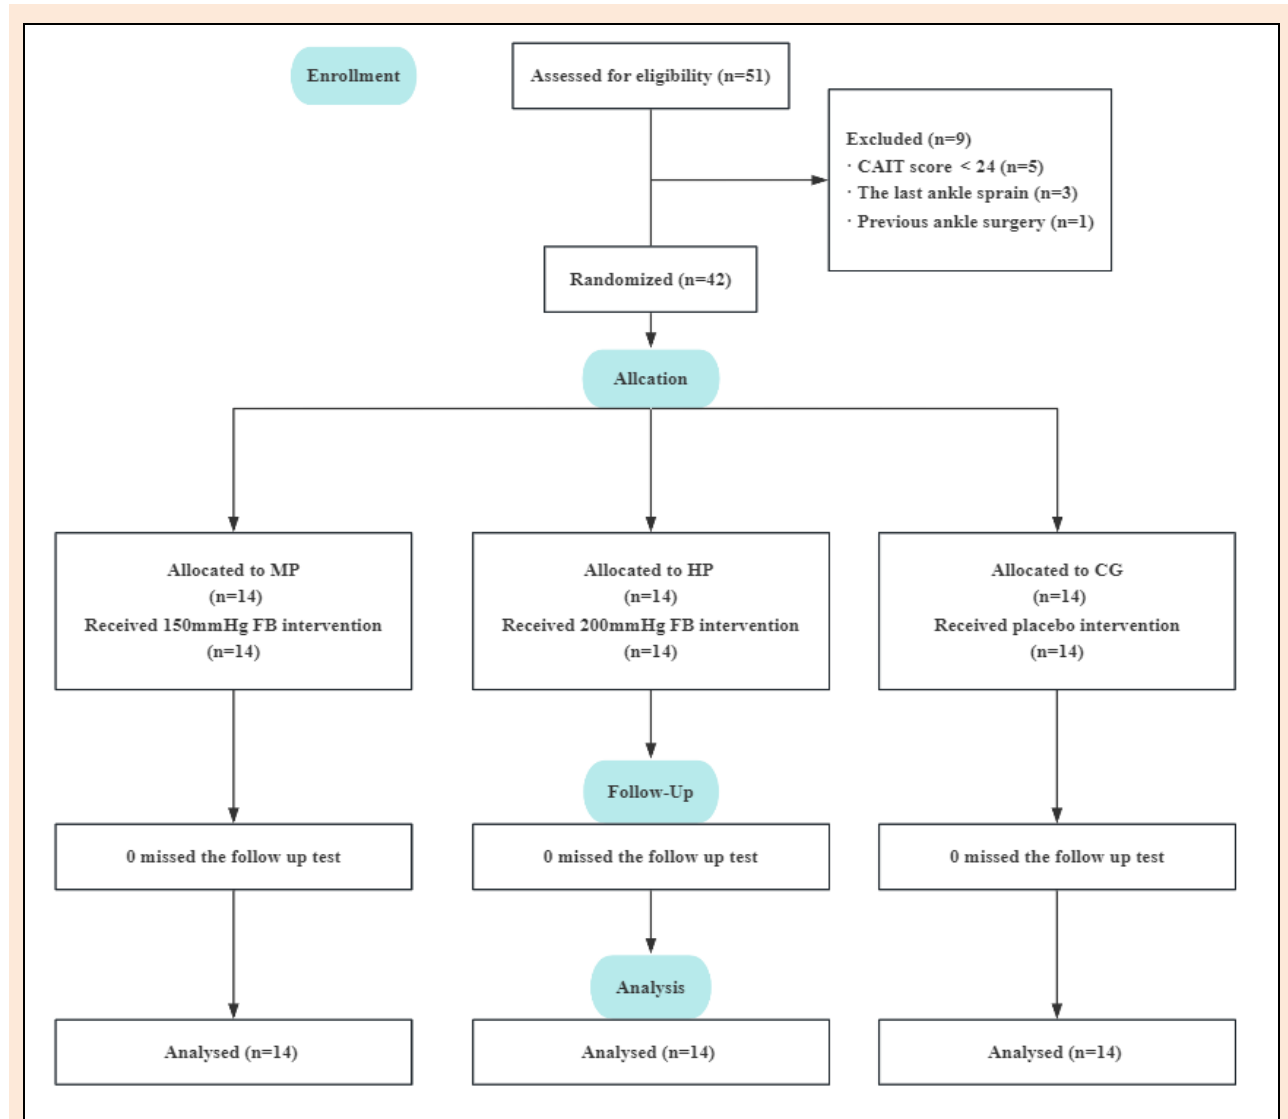 Enrollment
Assessed for eligibility (n=51)
Excluded (n=9)
· CAIT score < 24 (n=5)
· The last ankle sprain (n=3)
· Previous ankle surgery (n=1)
Randomized (n=42)
Allcation
Allocated to MP
(n=14)
Received 150mmHg FB intervention
(n=14)
Allocated to HP
(n=14)
Received 200mmHg FB intervention
(n=14)
Allocated to CG
(n=14)
Received placebo intervention
(n=14)
Follow-Up
0 missed the follow up test
0 missed the follow up test
0 missed the follow up test
Analysis
Analysed (n=14)
Analysed (n=14)
Analysed (n=14)